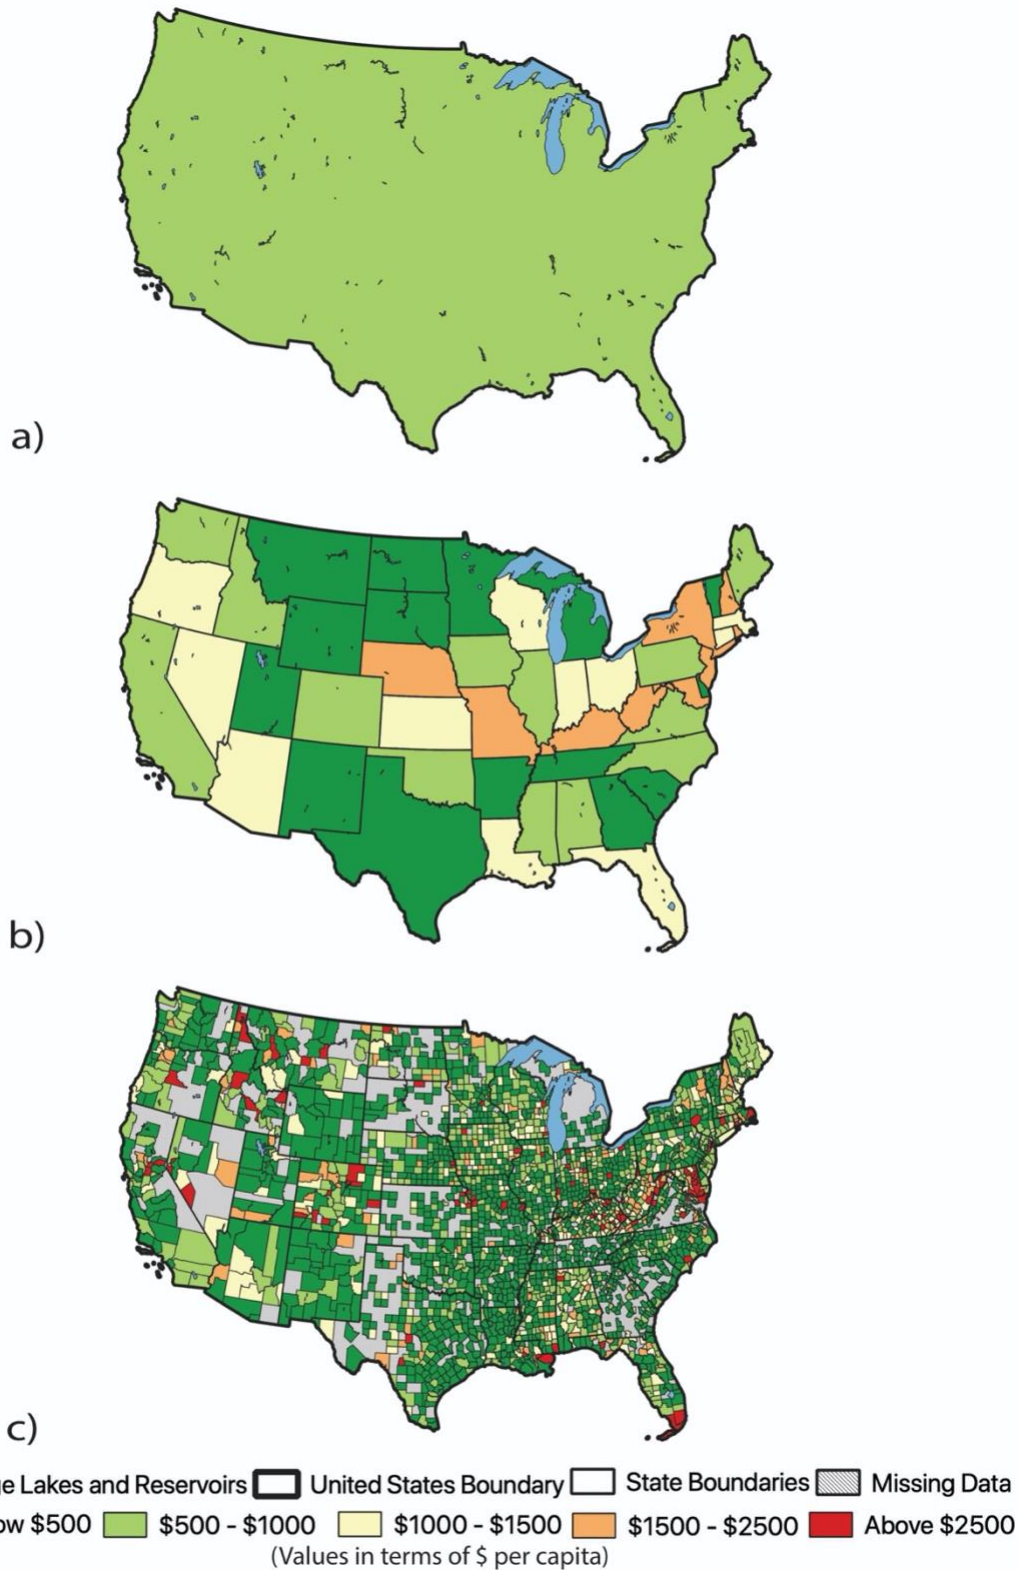 a)
b)
c)
Lakes and Reservoirs United States Boundary State Boundaries Missing Data
$500 $500 - $1000 $1000 - $1500 $1500 - $2500 Above $2500
(Values in terms of $ per capita)